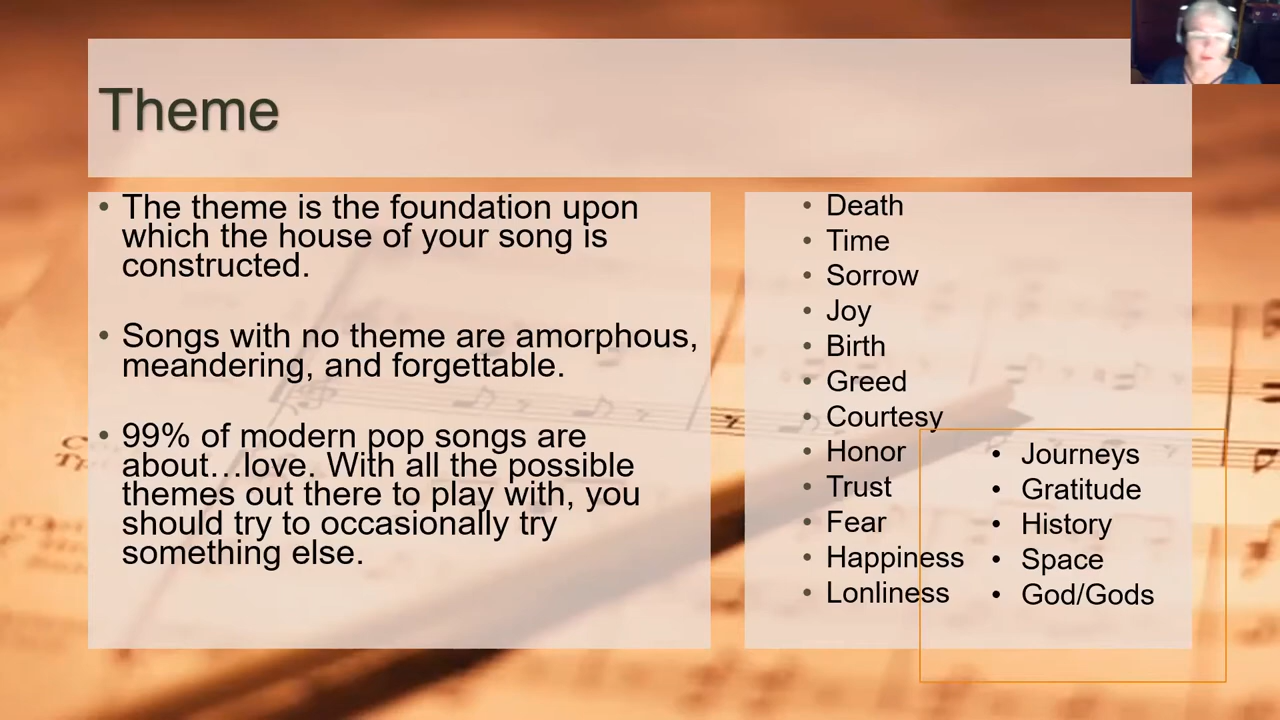 Theme
• The theme is the foundation upon
which the house of your song is
constructed.
• Songs with no theme are amorphous,
meandering, and forgettable.
• 99% of modern pop songs are
about...love. With all the possible
themes out there to play with, you
should try to occasionally try
something else.
• Death
• Time
• Sorrow
• Joy
• Birth
• Greed
• Courtesy
• Honor
• Trust
• Fear
• Happiness
• Lonliness
• Journeys
• Gratitude
• History
• Space
• God/Gods